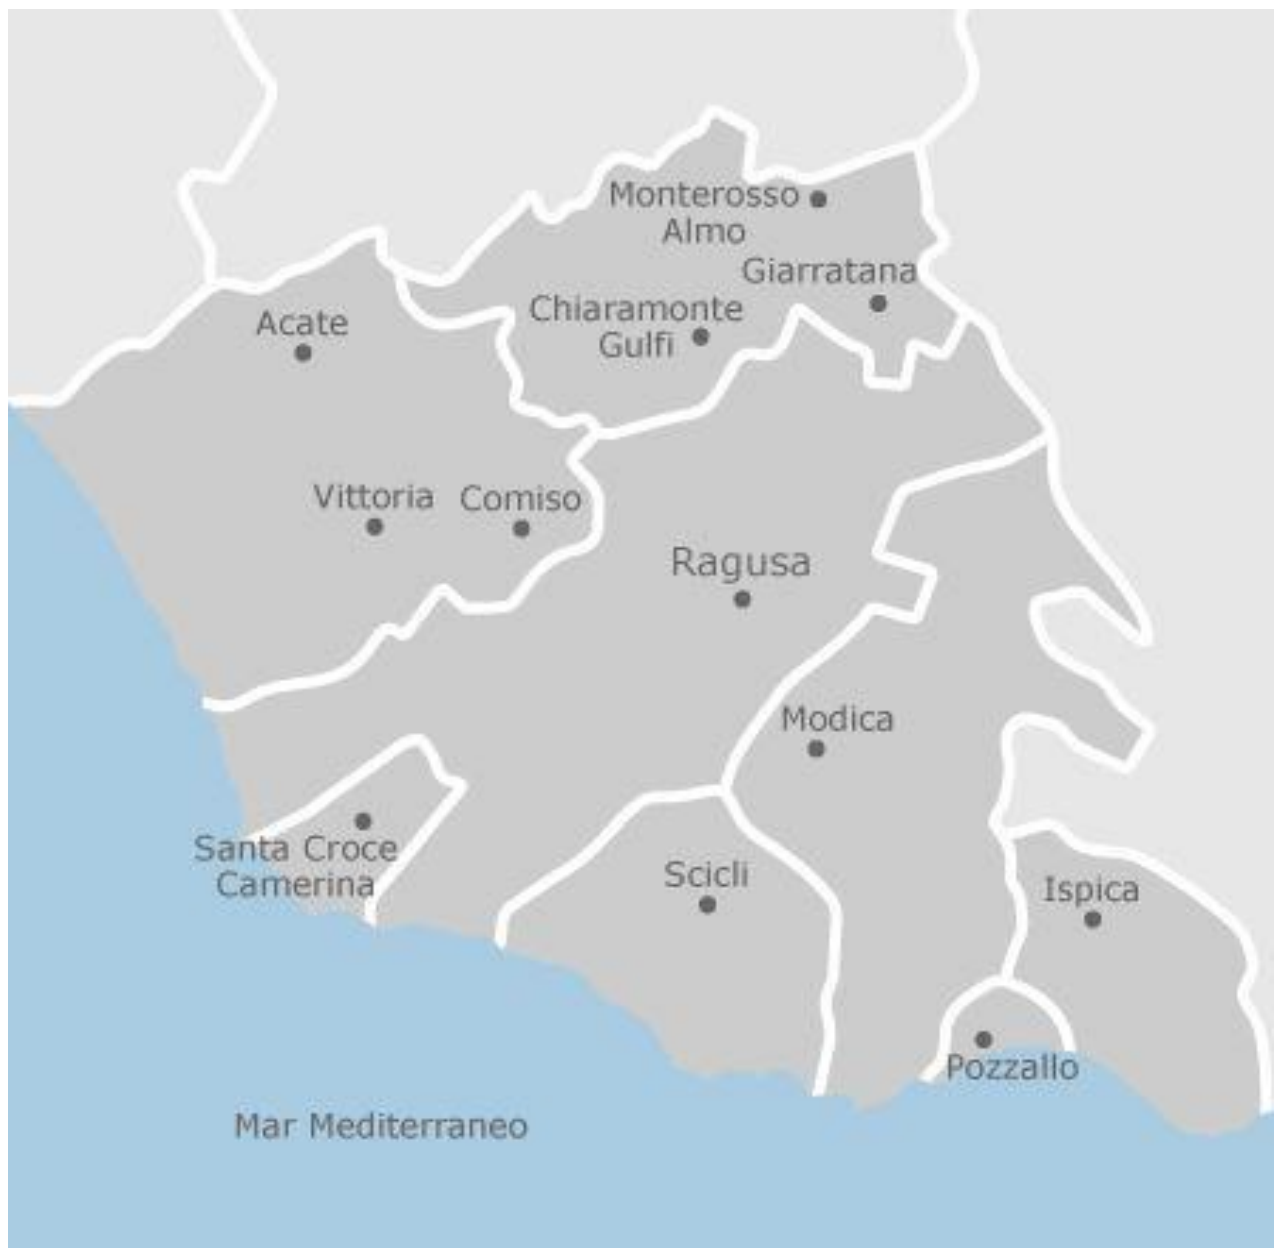 Monterosso
Almo
Giarratana
Chiaramonte
Gulfi
Acate
Vittoria
Comiso
Ragusa
Modica
Santa Croce
Camerina
Scicli
Ispica
Pozzallo
Mar Mediterraneo